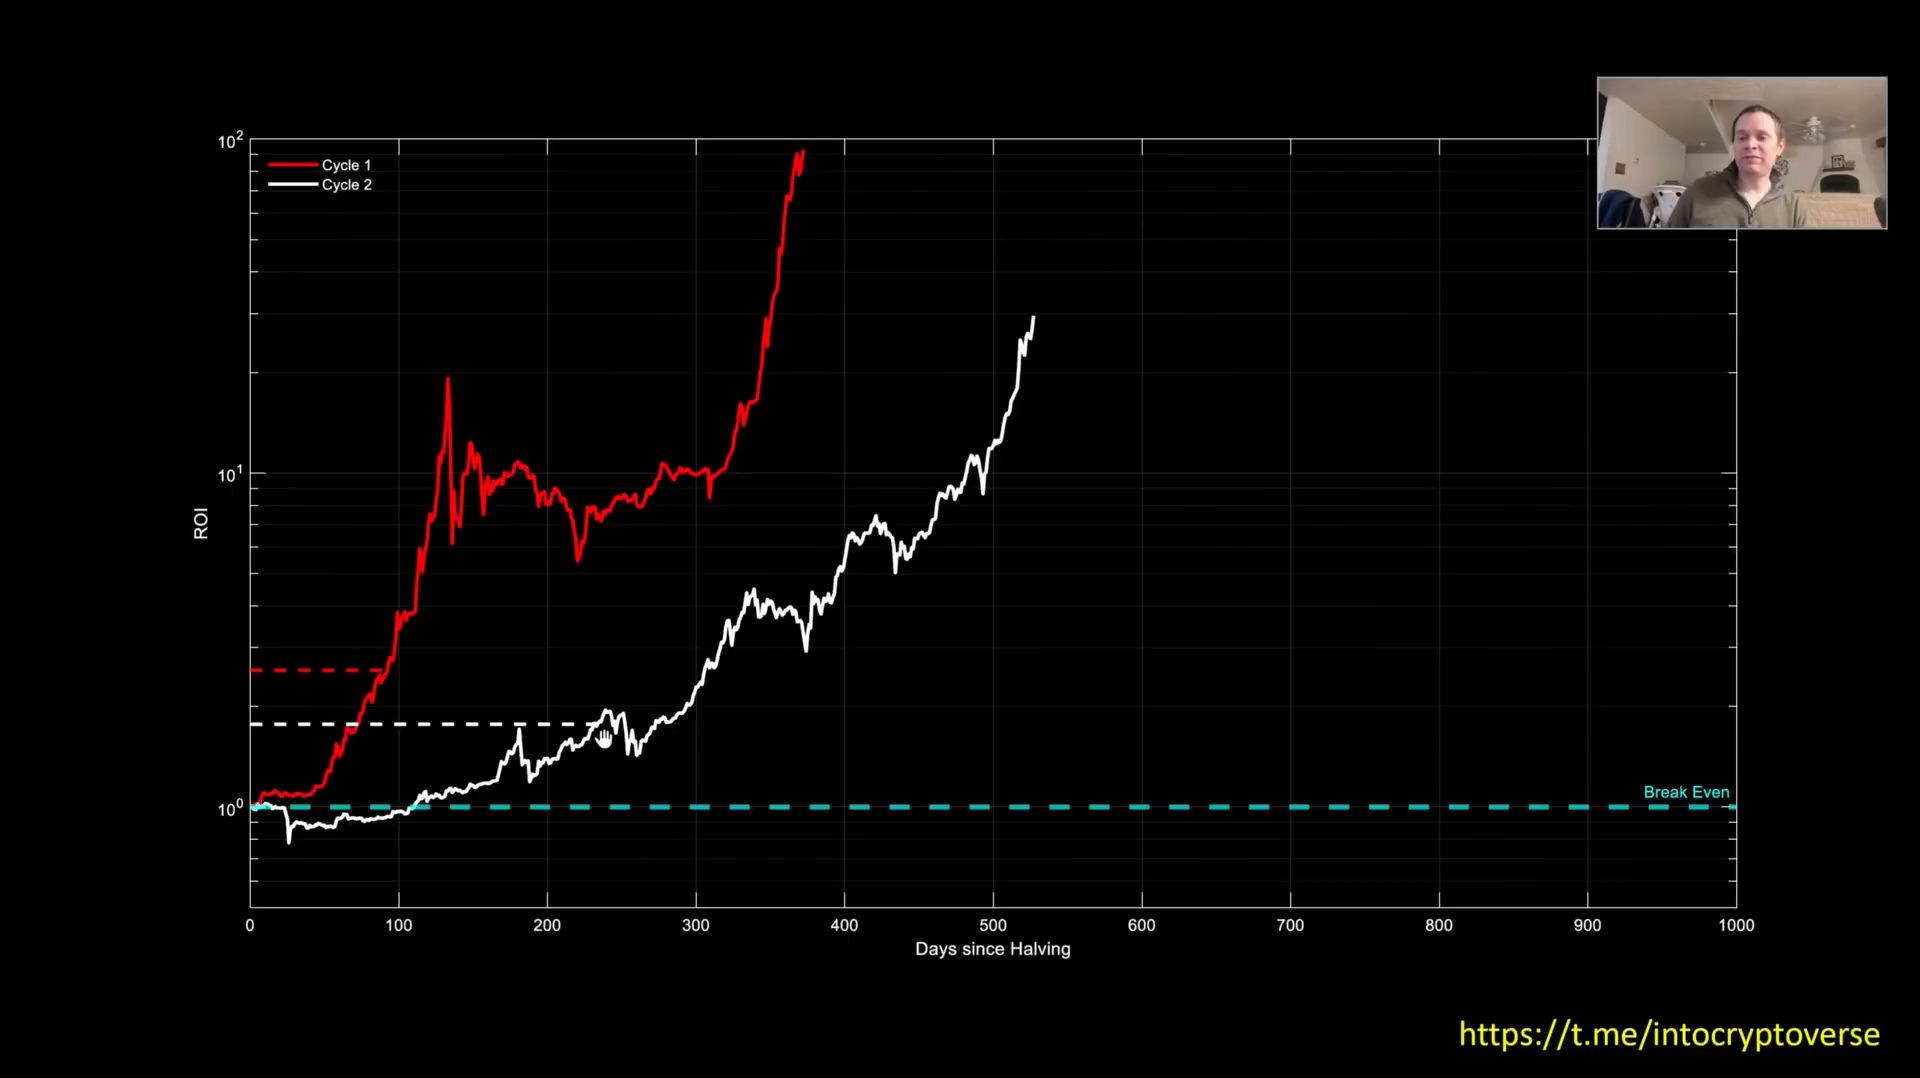 10²
Cycle 1
Cycle 2
10¹
ROI
Break Even
10⁰
0 100 200 300 400 500 600 700 800 900 1000
Days since Halving
https://t.me/intocryptoverse